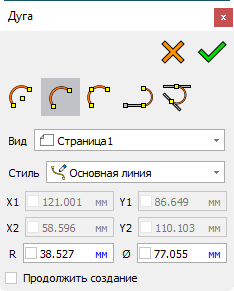 Дуга
Вид Страница1
Стиль Основная линия
X1 121.001 мм Y1 86.649 мм
X2 58.596 мм Y2 110.103 мм
R 38.527 мм Ø 77.055 мм
Продолжить создание